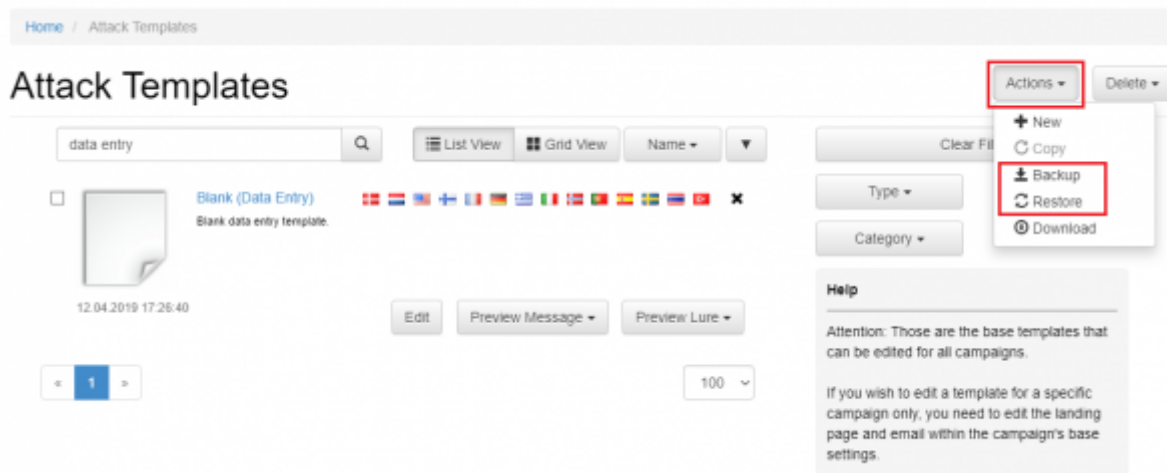 Home / Attack Templates
Attack Templates
Actions
Delete
New
Copy
Backup
Restore
Download
data entry
List View
Grid View
Name
Clear Fil
Type
Category
Blank (Data Entry)
Blank data entry template.
12.04.2019 17:26:40
Edit
Preview Message
Preview Lure
« 1 »
100
Help
Attention: Those are the base templates that
can be edited for all campaigns.
If you wish to edit a template for a specific
campaign only, you need to edit the landing
page and email within the campaign's base
settings.